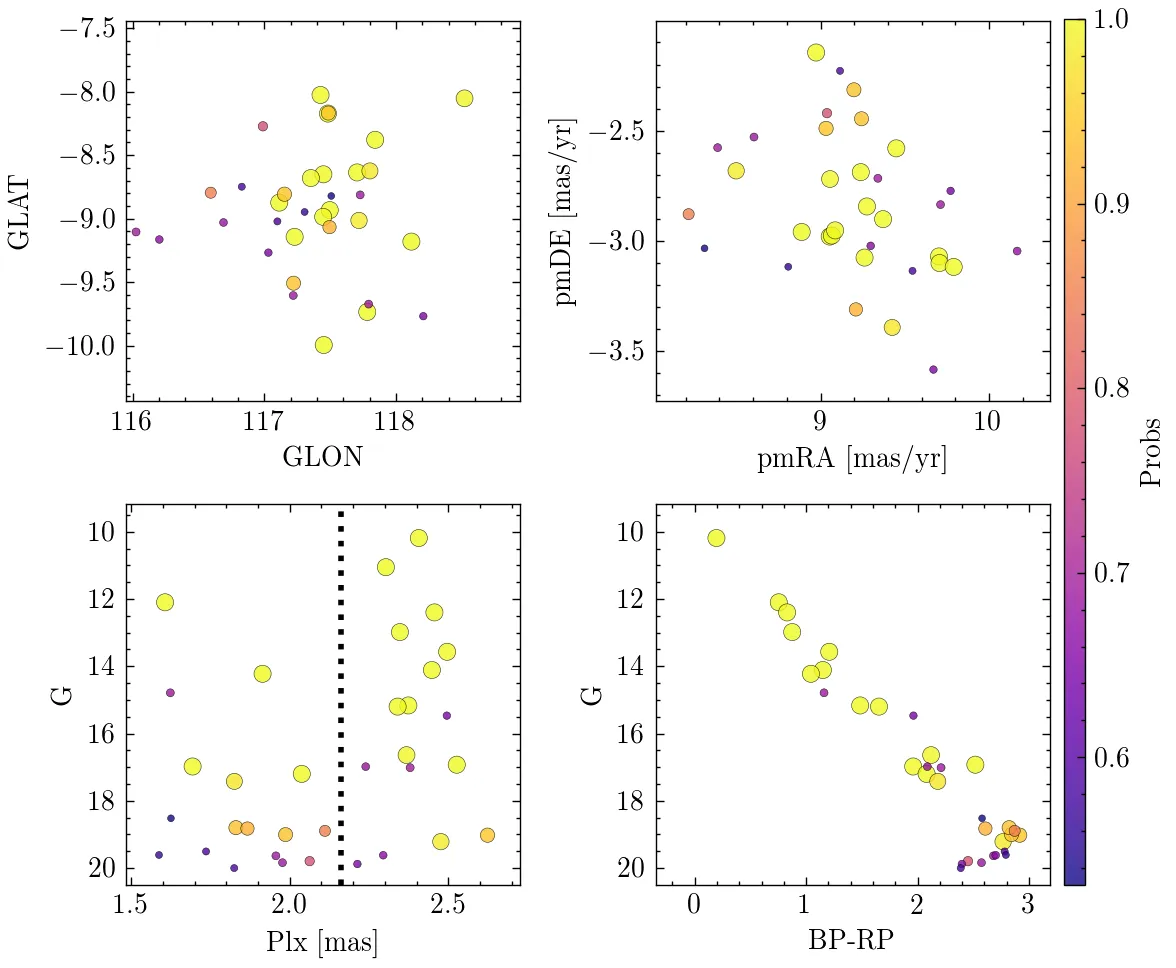 −7.5
−8.0
−8.5
−9.0
−9.5
−10.0
GLAT
116 117 118
GLON
−2.5
−3.0
−3.5
pmDE [mas/yr]
9 10
pmRA [mas/yr]
10
12
14
16
18
20
G
1.5 2.0 2.5
Plx [mas]
10
12
14
16
18
20
G
0 1 2 3
BP-RP
1.0
0.9
0.8
0.7
0.6
Probs